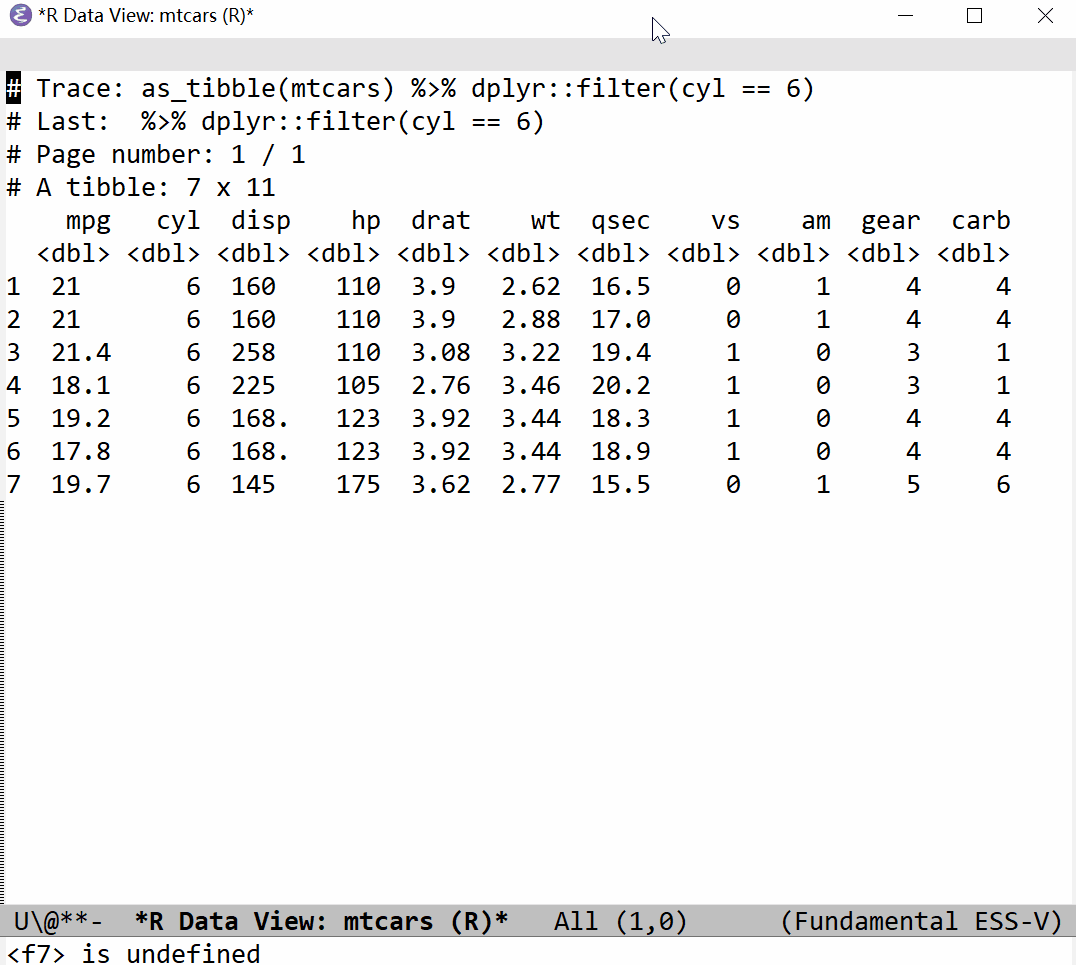 *R Data View: mtcars (R)*
# Trace: as_tibble(mtcars) %>% dplyr::filter(cyl == 6)
# Last:  %>% dplyr::filter(cyl == 6)
# Page number: 1 / 1
# A tibble: 7 x 11
    mpg   cyl  disp    hp  drat    wt  qsec    vs    am  gear  carb
  <dbl> <dbl> <dbl> <dbl> <dbl> <dbl> <dbl> <dbl> <dbl> <dbl> <dbl>
1  21       6  160    110  3.9   2.62  16.5     0     1     4     4
2  21       6  160    110  3.9   2.88  17.0     0     1     4     4
3  21.4     6  258    110  3.08  3.22  19.4     1     0     3     1
4  18.1     6  225    105  2.76  3.46  20.2     1     0     3     1
5  19.2     6  168.   123  3.92  3.44  18.3     1     0     4     4
6  17.8     6  168.   123  3.92  3.44  18.9     1     0     4     4
7  19.7     6  145    175  3.62  2.77  15.5     0     1     5     6
U\@**-  *R Data View: mtcars (R)*   All (1,0)      (Fundamental ESS-V)
<f7> is undefined